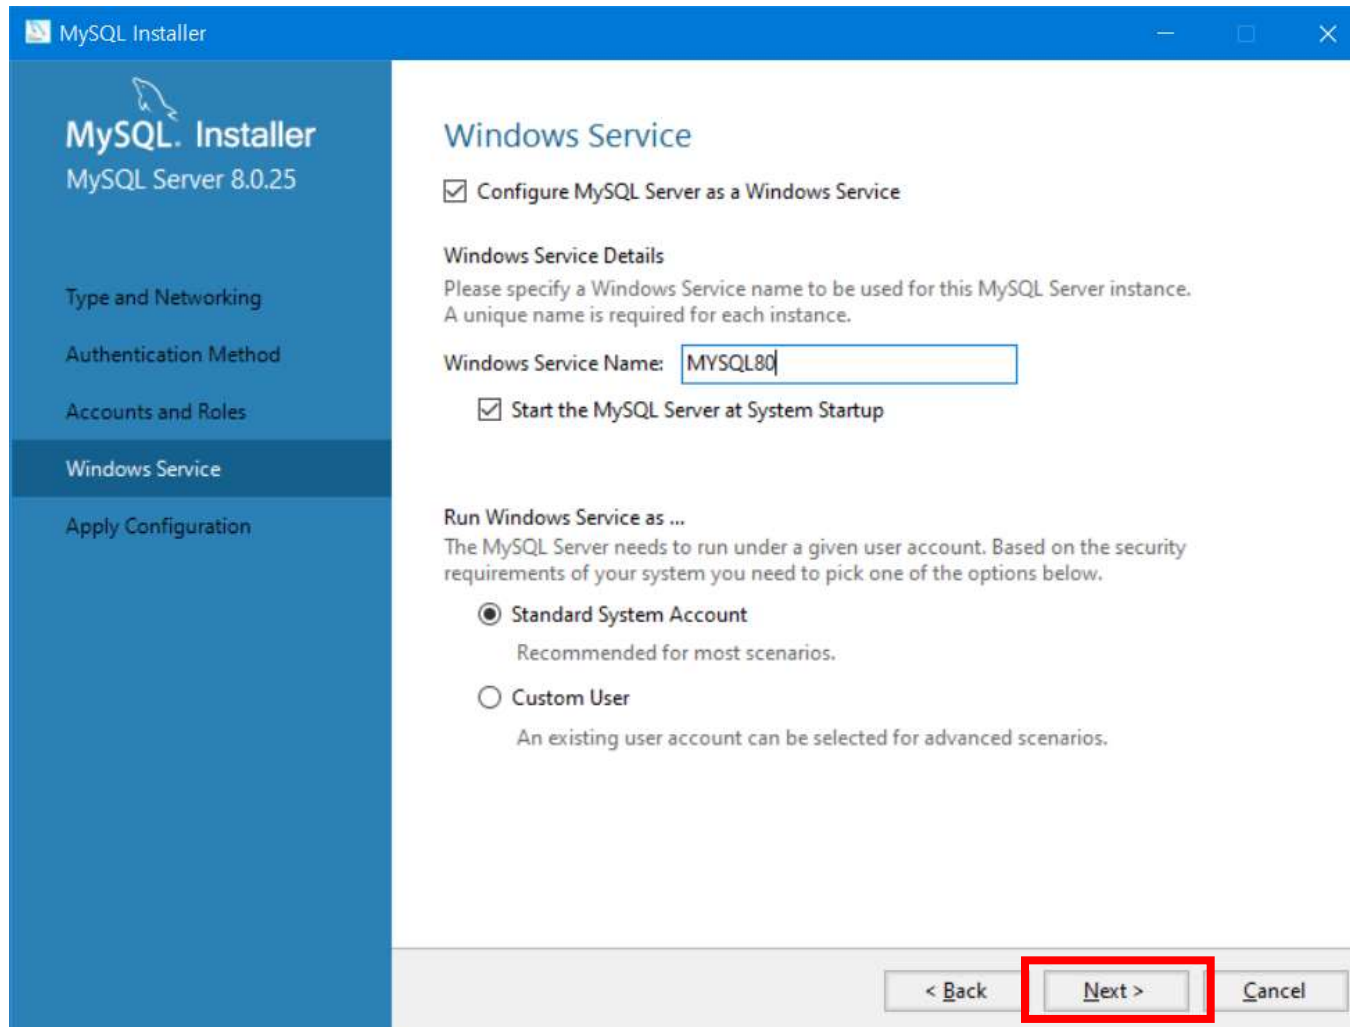 MySQL Installer
MySQL. Installer
MySQL Server 8.0.25
Type and Networking
Authentication Method
Accounts and Roles
Windows Service
Apply Configuration
Windows Service
Configure MySQL Server as a Windows Service
Windows Service Details
Please specify a Windows Service name to be used for this MySQL Server instance.
A unique name is required for each instance.
Windows Service Name: MYSQL80
Start the MySQL Server at System Startup
Run Windows Service as ...
The MySQL Server needs to run under a given user account. Based on the security
requirements of your system you need to pick one of the options below.
Standard System Account
Recommended for most scenarios.
Custom User
An existing user account can be selected for advanced scenarios.
< Back
Next >
Cancel